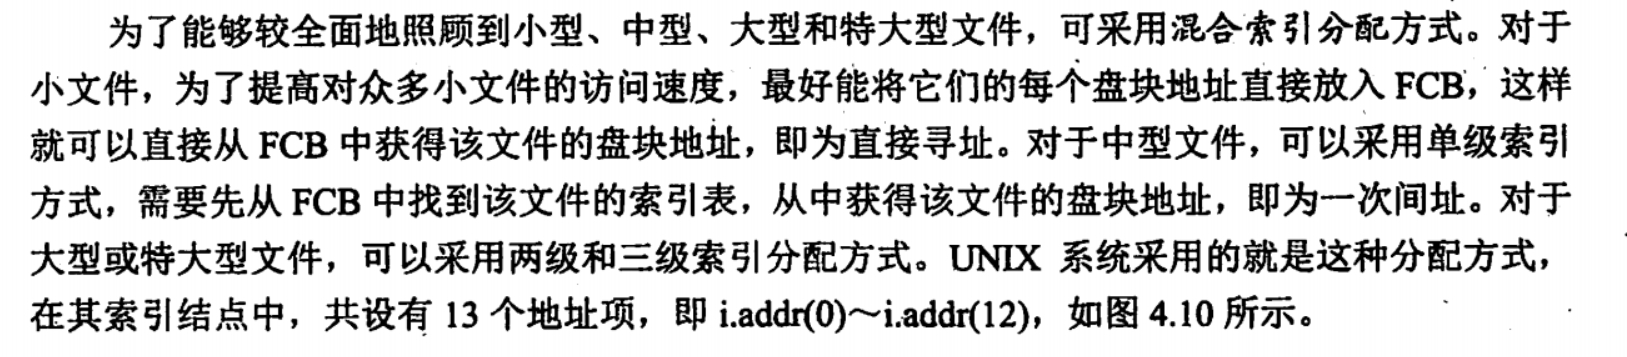 为了能够较全面地照顾到小型、中型、大型和特大型文件，可采用混合索引分配方式。对于
小文件，为了提高对众多小文件的访问速度，最好能将它们的每个盘块地址直接放入 FCB，这样
就可以直接从 FCB 中获得该文件的盘块地址，即为直接寻址。对于中型文件，可以采用单级索引
方式，需要先从 FCB 中找到该文件的索引表，从中获得该文件的盘块地址，即为一次间址。对于
大型或特大型文件，可以采用两级和三级索引分配方式。UNIX 系统采用的就是这种分配方式，
在其索引结点中，共设有 13 个地址项，即 i.addr(0)～i.addr(12)，如图 4.10 所示。